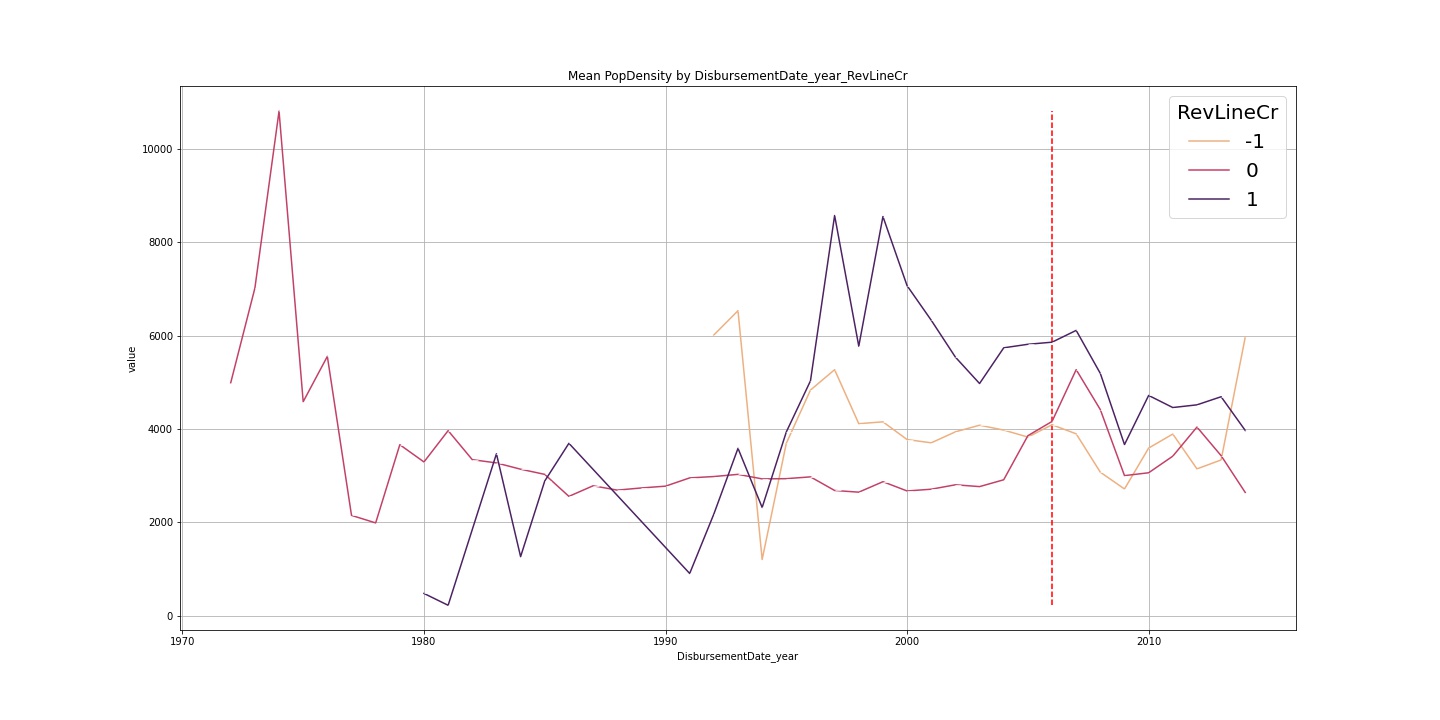 Mean PopDensity by DisbursementDate_year_RevLineCr
RevLineCr
-1
0
1
10000
8000
6000
4000
2000
0
value
1970 1980 1990 2000 2010
DisbursementDate_year